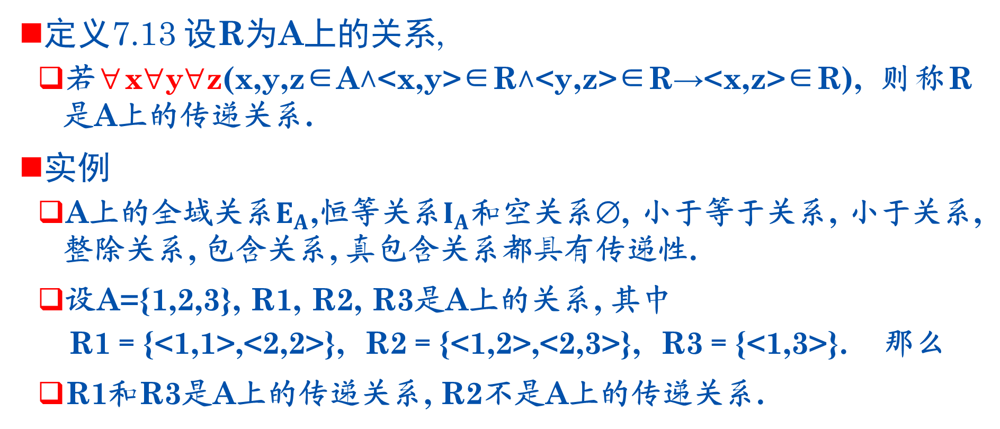 ■定义7.13 设R为A上的关系,
❑若∀x∀y∀z(x,y,z∈A∧<x,y>∈R∧<y,z>∈R→<x,z>∈R), 则称R
是A上的传递关系.
■实例
❑A上的全域关系E_A,恒等关系I_A和空关系∅, 小于等于关系, 小于关系,
整除关系, 包含关系, 真包含关系都具有传递性.
❑设A={1,2,3}, R1, R2, R3是A上的关系, 其中
R1 = {<1,1>,<2,2>}, R2 = {<1,2>,<2,3>}, R3 = {<1,3>}. 那么
❑R1和R3是A上的传递关系, R2不是A上的传递关系.